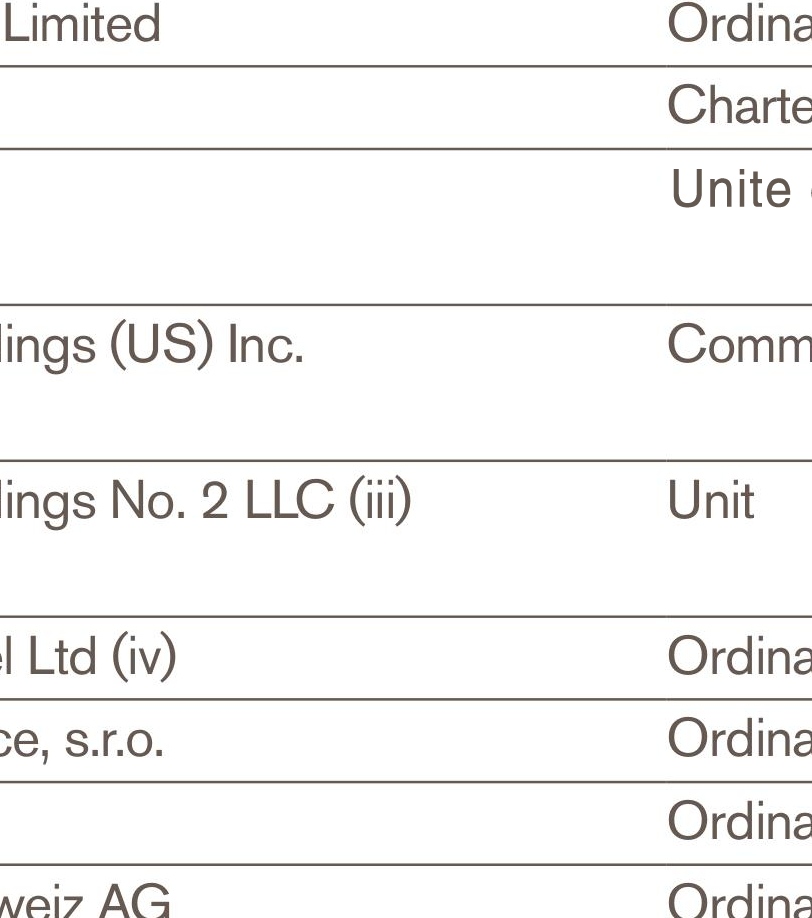 Limited Ordina
Charte
Unite
lings (US) Inc. Comm
lings No. 2 LLC (iii) Unit
el Ltd (iv) Ordina
ce, s.r.o. Ordina
Ordina
weiz AG Ordina